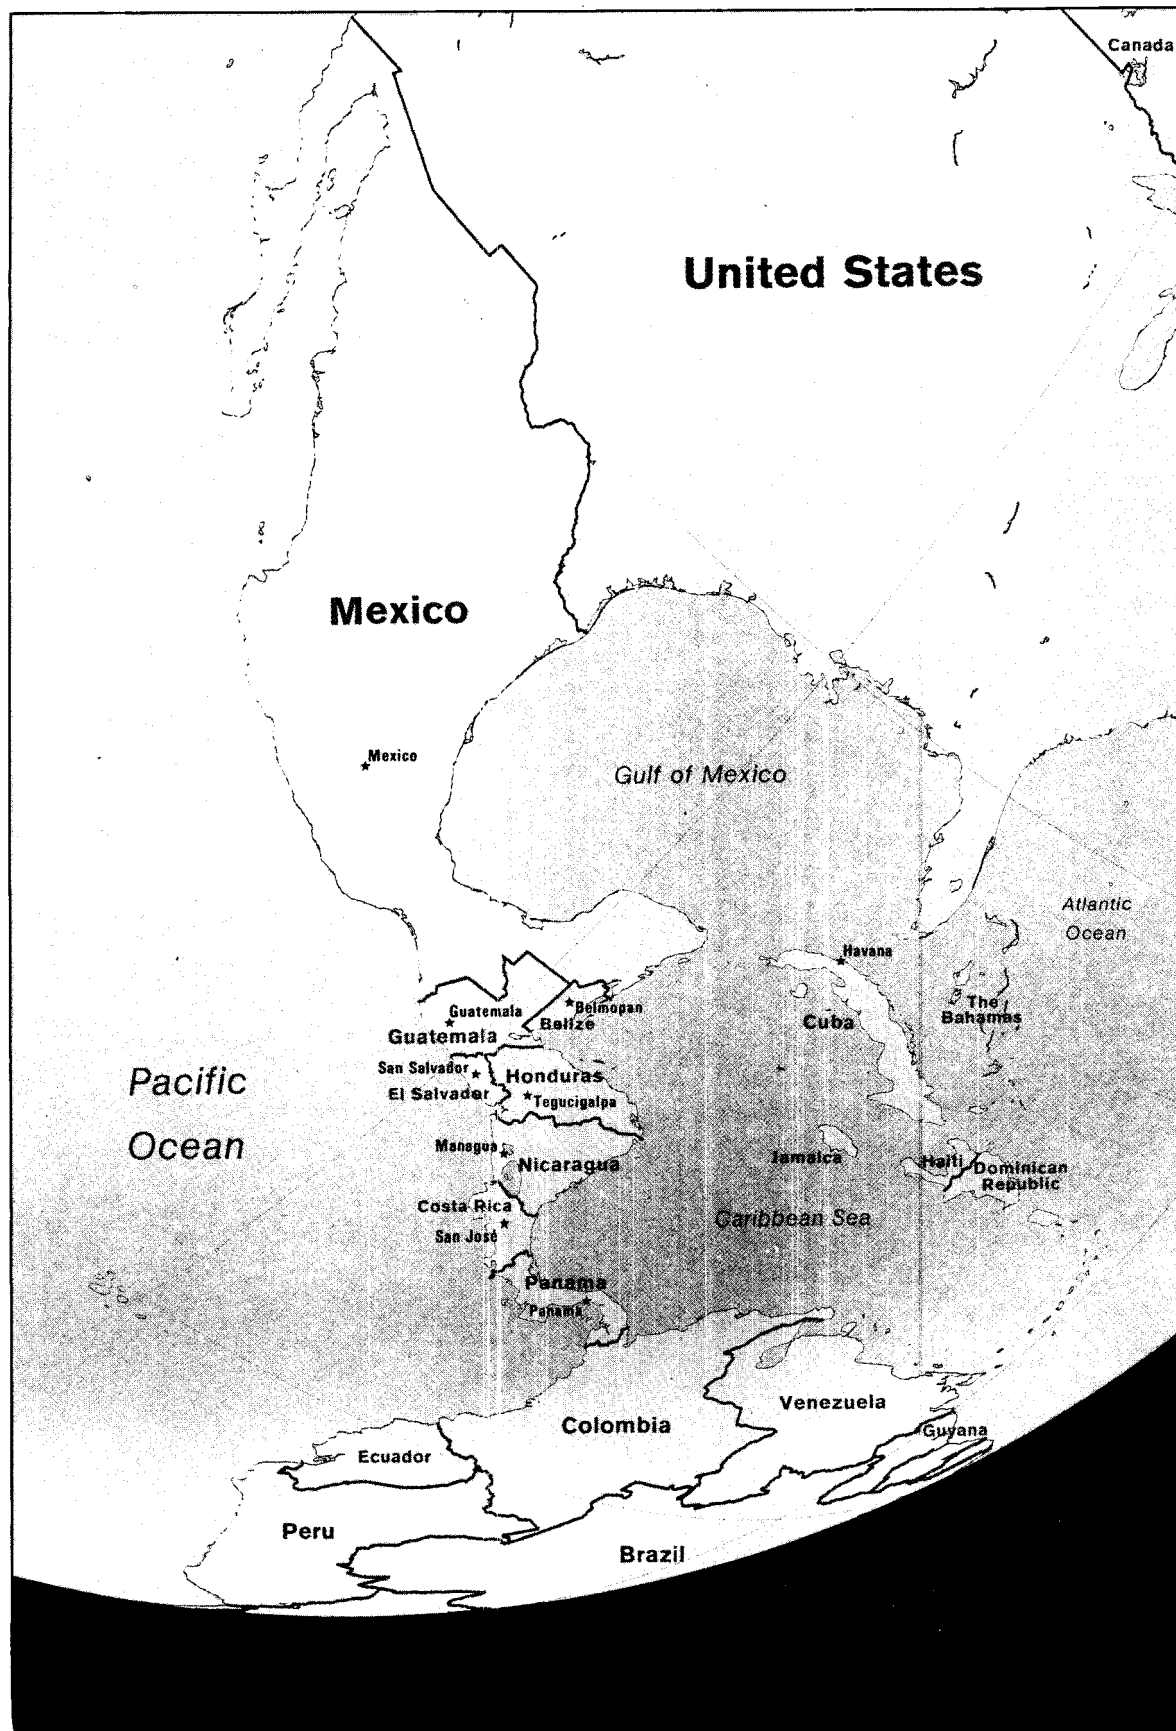 Canada
United States
Mexico
Mexico
Gulf of Mexico
Atlantic
Ocean
Havana
Guatemala
Belmopan
The
Bahamas
Cuba
Belize
Guatemala
San Salvador
Honduras
Pacific
Ocean
El Salvador
Tegucigalpa
Managua
Nicaragua
Jamaica
Haiti
Dominican
Republic
Costa Rica
San José
Caribbean Sea
Panama
Panama
Venezuela
Colombia
Guyana
Ecuador
Peru
Brazil